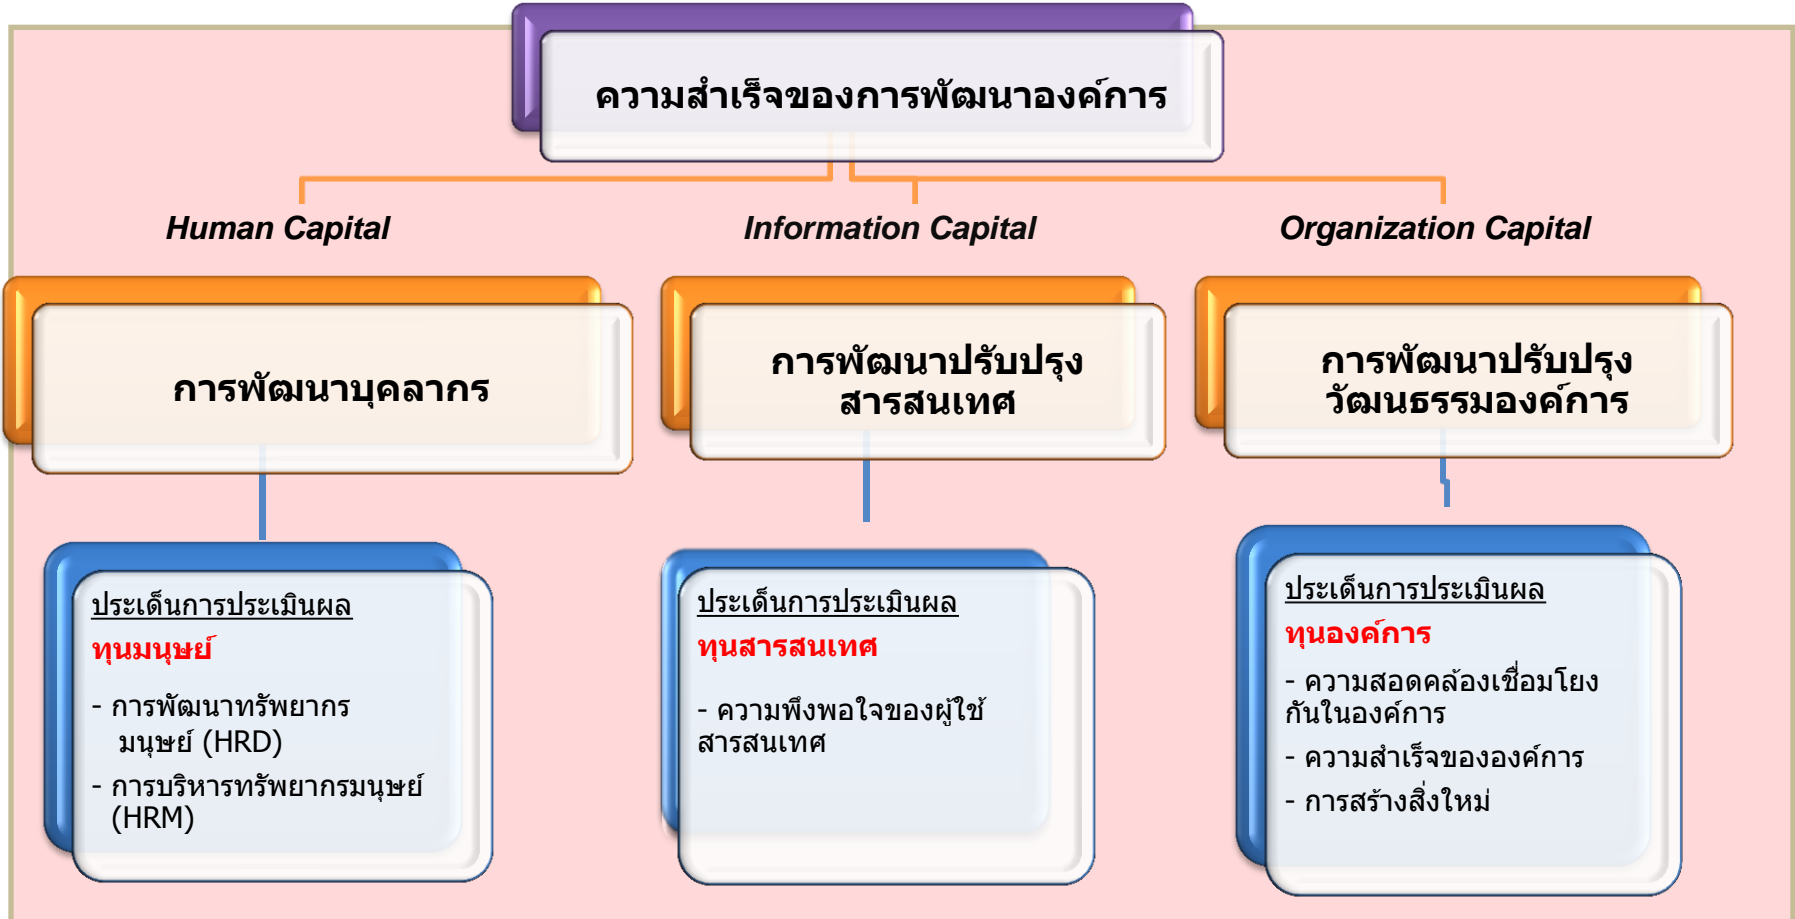 ความสำเร็จของการพัฒนาองค์การ
Human Capital
Information Capital
Organization Capital
การพัฒนาบุคลากร
การพัฒนาปรับปรุง
สารสนเทศ
การพัฒนาปรับปรุง
วัฒนธรรมองค์การ
ประเด็นการประเมินผล
ทุนมนุษย์
- การพัฒนาทรัพยากร
มนุษย์ (HRD)
- การบริหารทรัพยากรมนุษย์
(HRM)
ประเด็นการประเมินผล
ทุนสารสนเทศ
- ความพึงพอใจของผู้ใช้
สารสนเทศ
ประเด็นการประเมินผล
ทุนองค์การ
- ความสอดคล้องเชื่อมโยง
กันในองค์การ
- ความสำเร็จขององค์การ
- การสร้างสิ่งใหม่